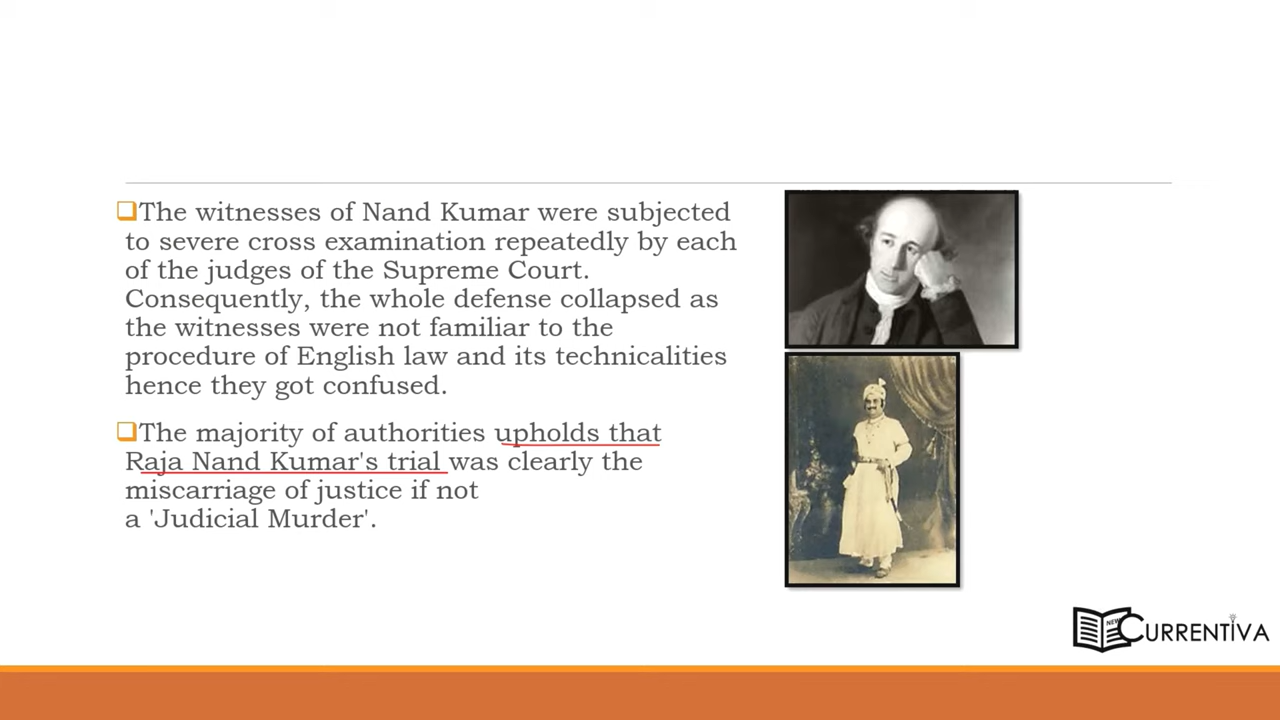 The witnesses of Nand Kumar were subjected
to severe cross examination repeatedly by each
of the judges of the Supreme Court.
Consequently, the whole defense collapsed as
the witnesses were not familiar to the
procedure of English law and its technicalities
hence they got confused.
The majority of authorities upholds that
Raja Nand Kumar's trial was clearly the
miscarriage of justice if not
a 'Judicial Murder'.
NEW CURRENTIVA